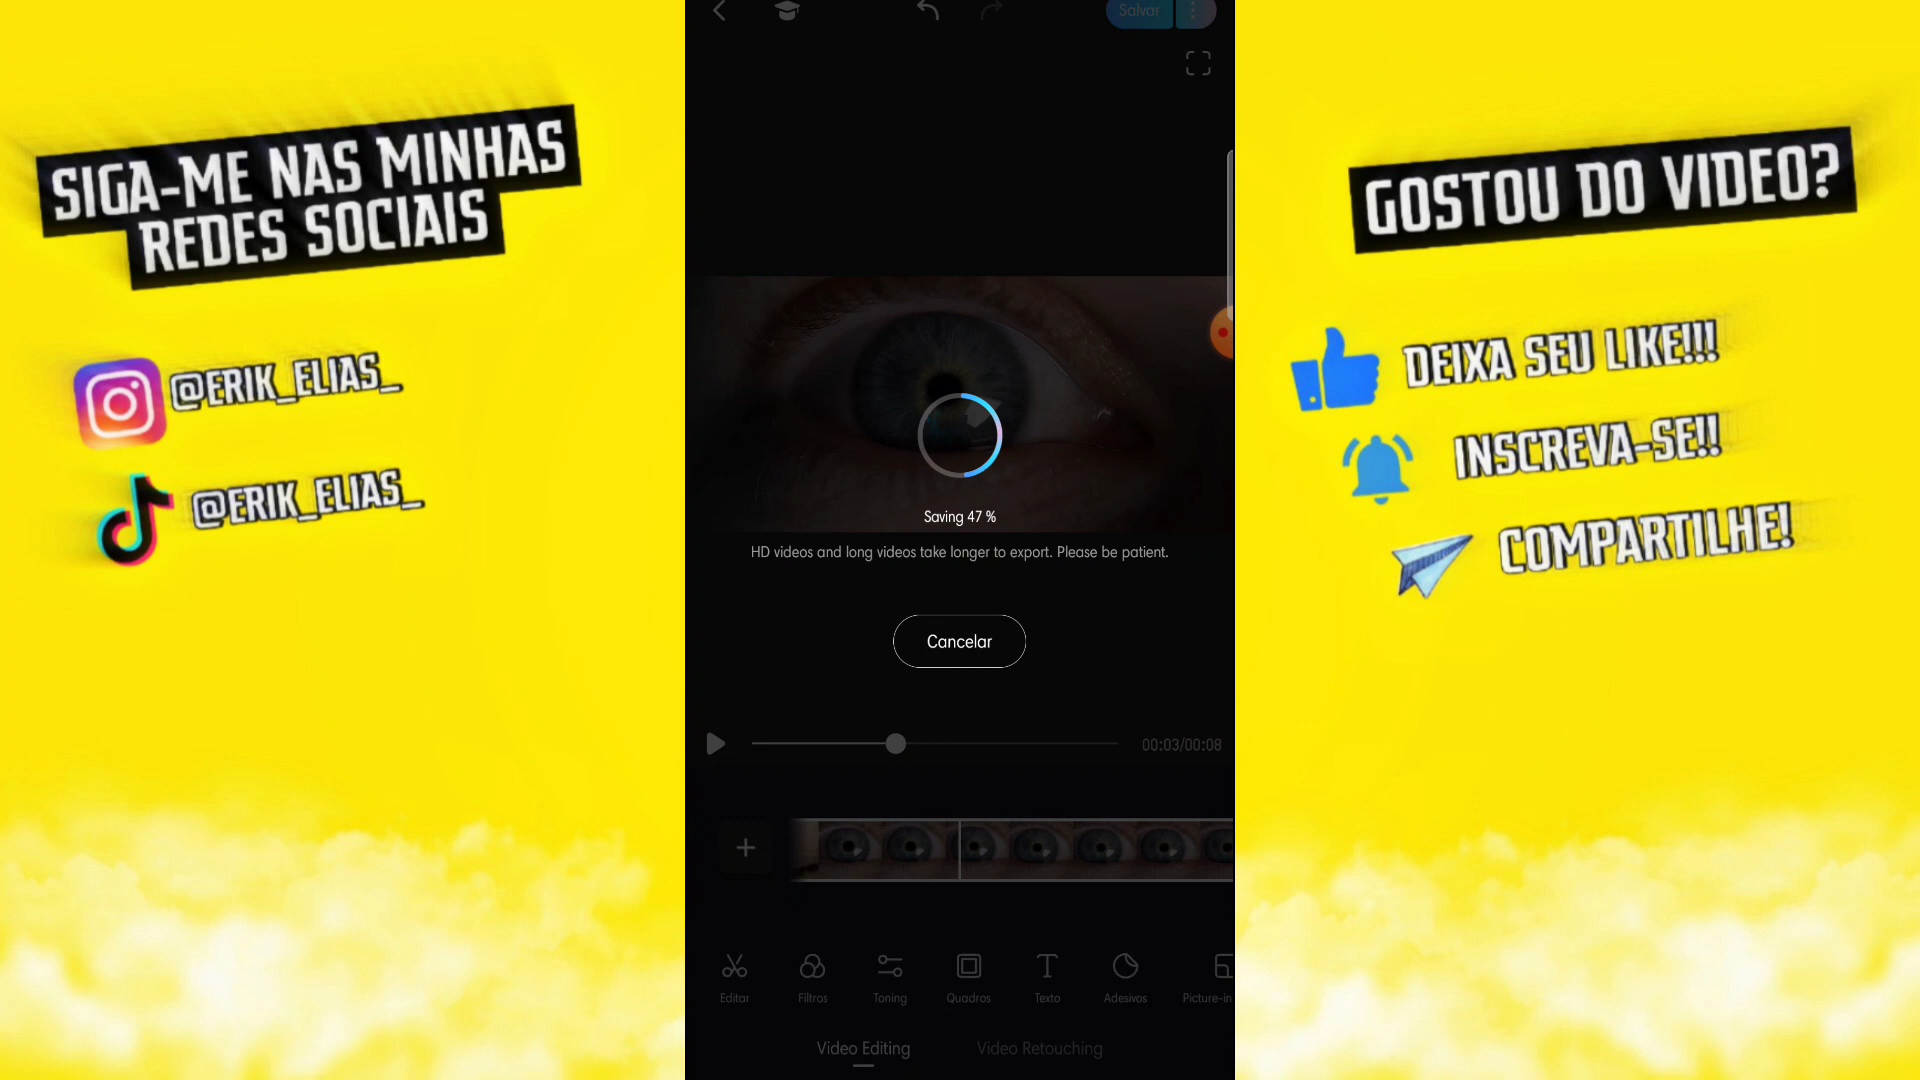 SIGA-ME NAS MINHAS
REDES SOCIAIS
@ERIK_ELIAS_
@ERIK_ELIAS_
Salvar
Saving 47 %
HD videos and long videos take longer to export. Please be patient.
Cancelar
00:03/00:08
Editar
Filtros
Toning
Quadros
Texto
Adesivos
Picture-in
Video Editing
Video Retouching
GOSTOU DO VIDEO?
DEIXA SEU LIKE!!!
INSCREVA-SE!!
COMPARTILHE!